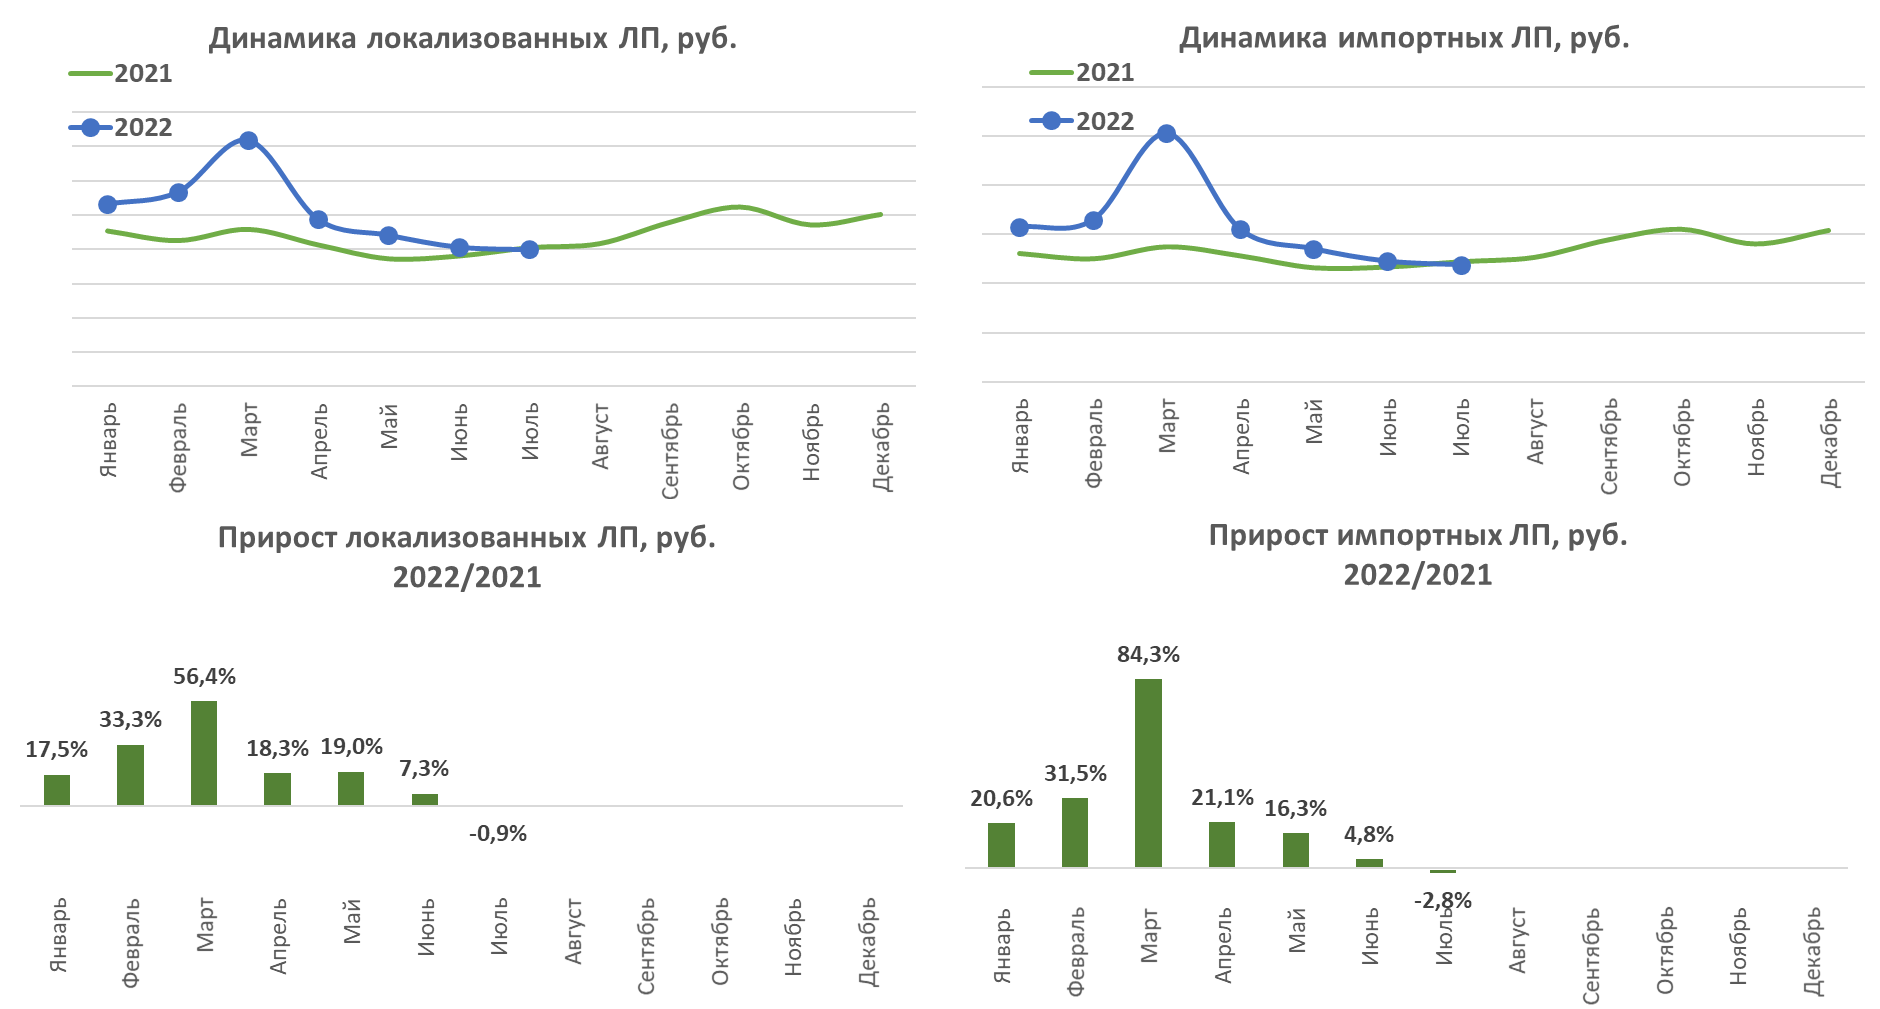 Динамика локализованных ЛП, руб.
2021
2022
Январь
Февраль
Март
Апрель
Май
Июнь
Июль
Август
Сентябрь
Октябрь
Ноябрь
Декабрь
Динамика импортных ЛП, руб.
2021
2022
Январь
Февраль
Март
Апрель
Май
Июнь
Июль
Август
Сентябрь
Октябрь
Ноябрь
Декабрь
Прирост локализованных ЛП, руб.
2022/2021
17,5%
33,3%
56,4%
18,3%
19,0%
7,3%
-0,9%
Январь
Февраль
Март
Апрель
Май
Июнь
Июль
Август
Сентябрь
Октябрь
Ноябрь
Декабрь
Прирост импортных ЛП, руб.
2022/2021
20,6%
31,5%
84,3%
21,1%
16,3%
4,8%
-2,8%
Январь
Февраль
Март
Апрель
Май
Июнь
Июль
Август
Сентябрь
Октябрь
Ноябрь
Декабрь